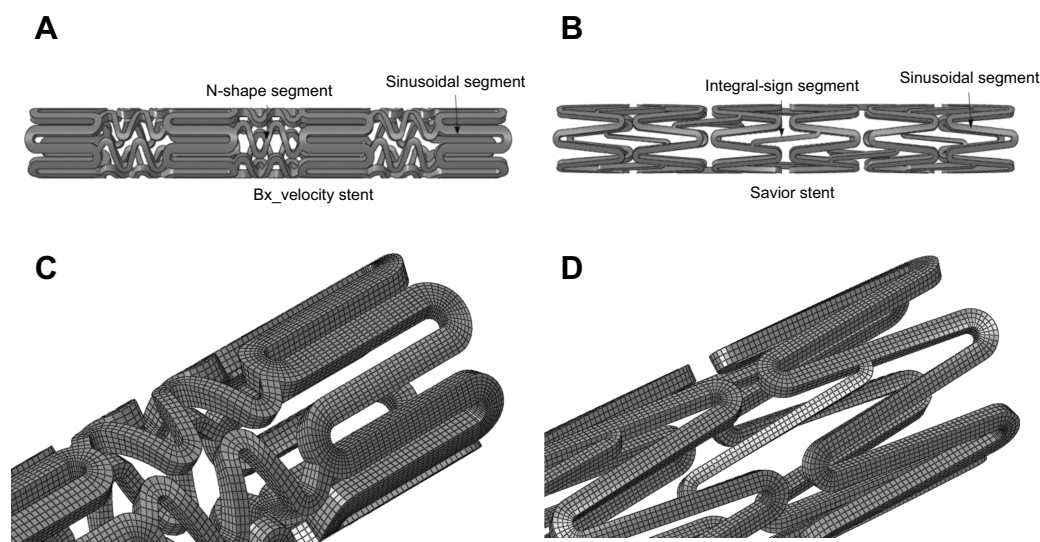 A
N-shape segment
Sinusoidal segment
Bx_velocity stent
B
Integral-sign segment
Sinusoidal segment
Savior stent
C
D